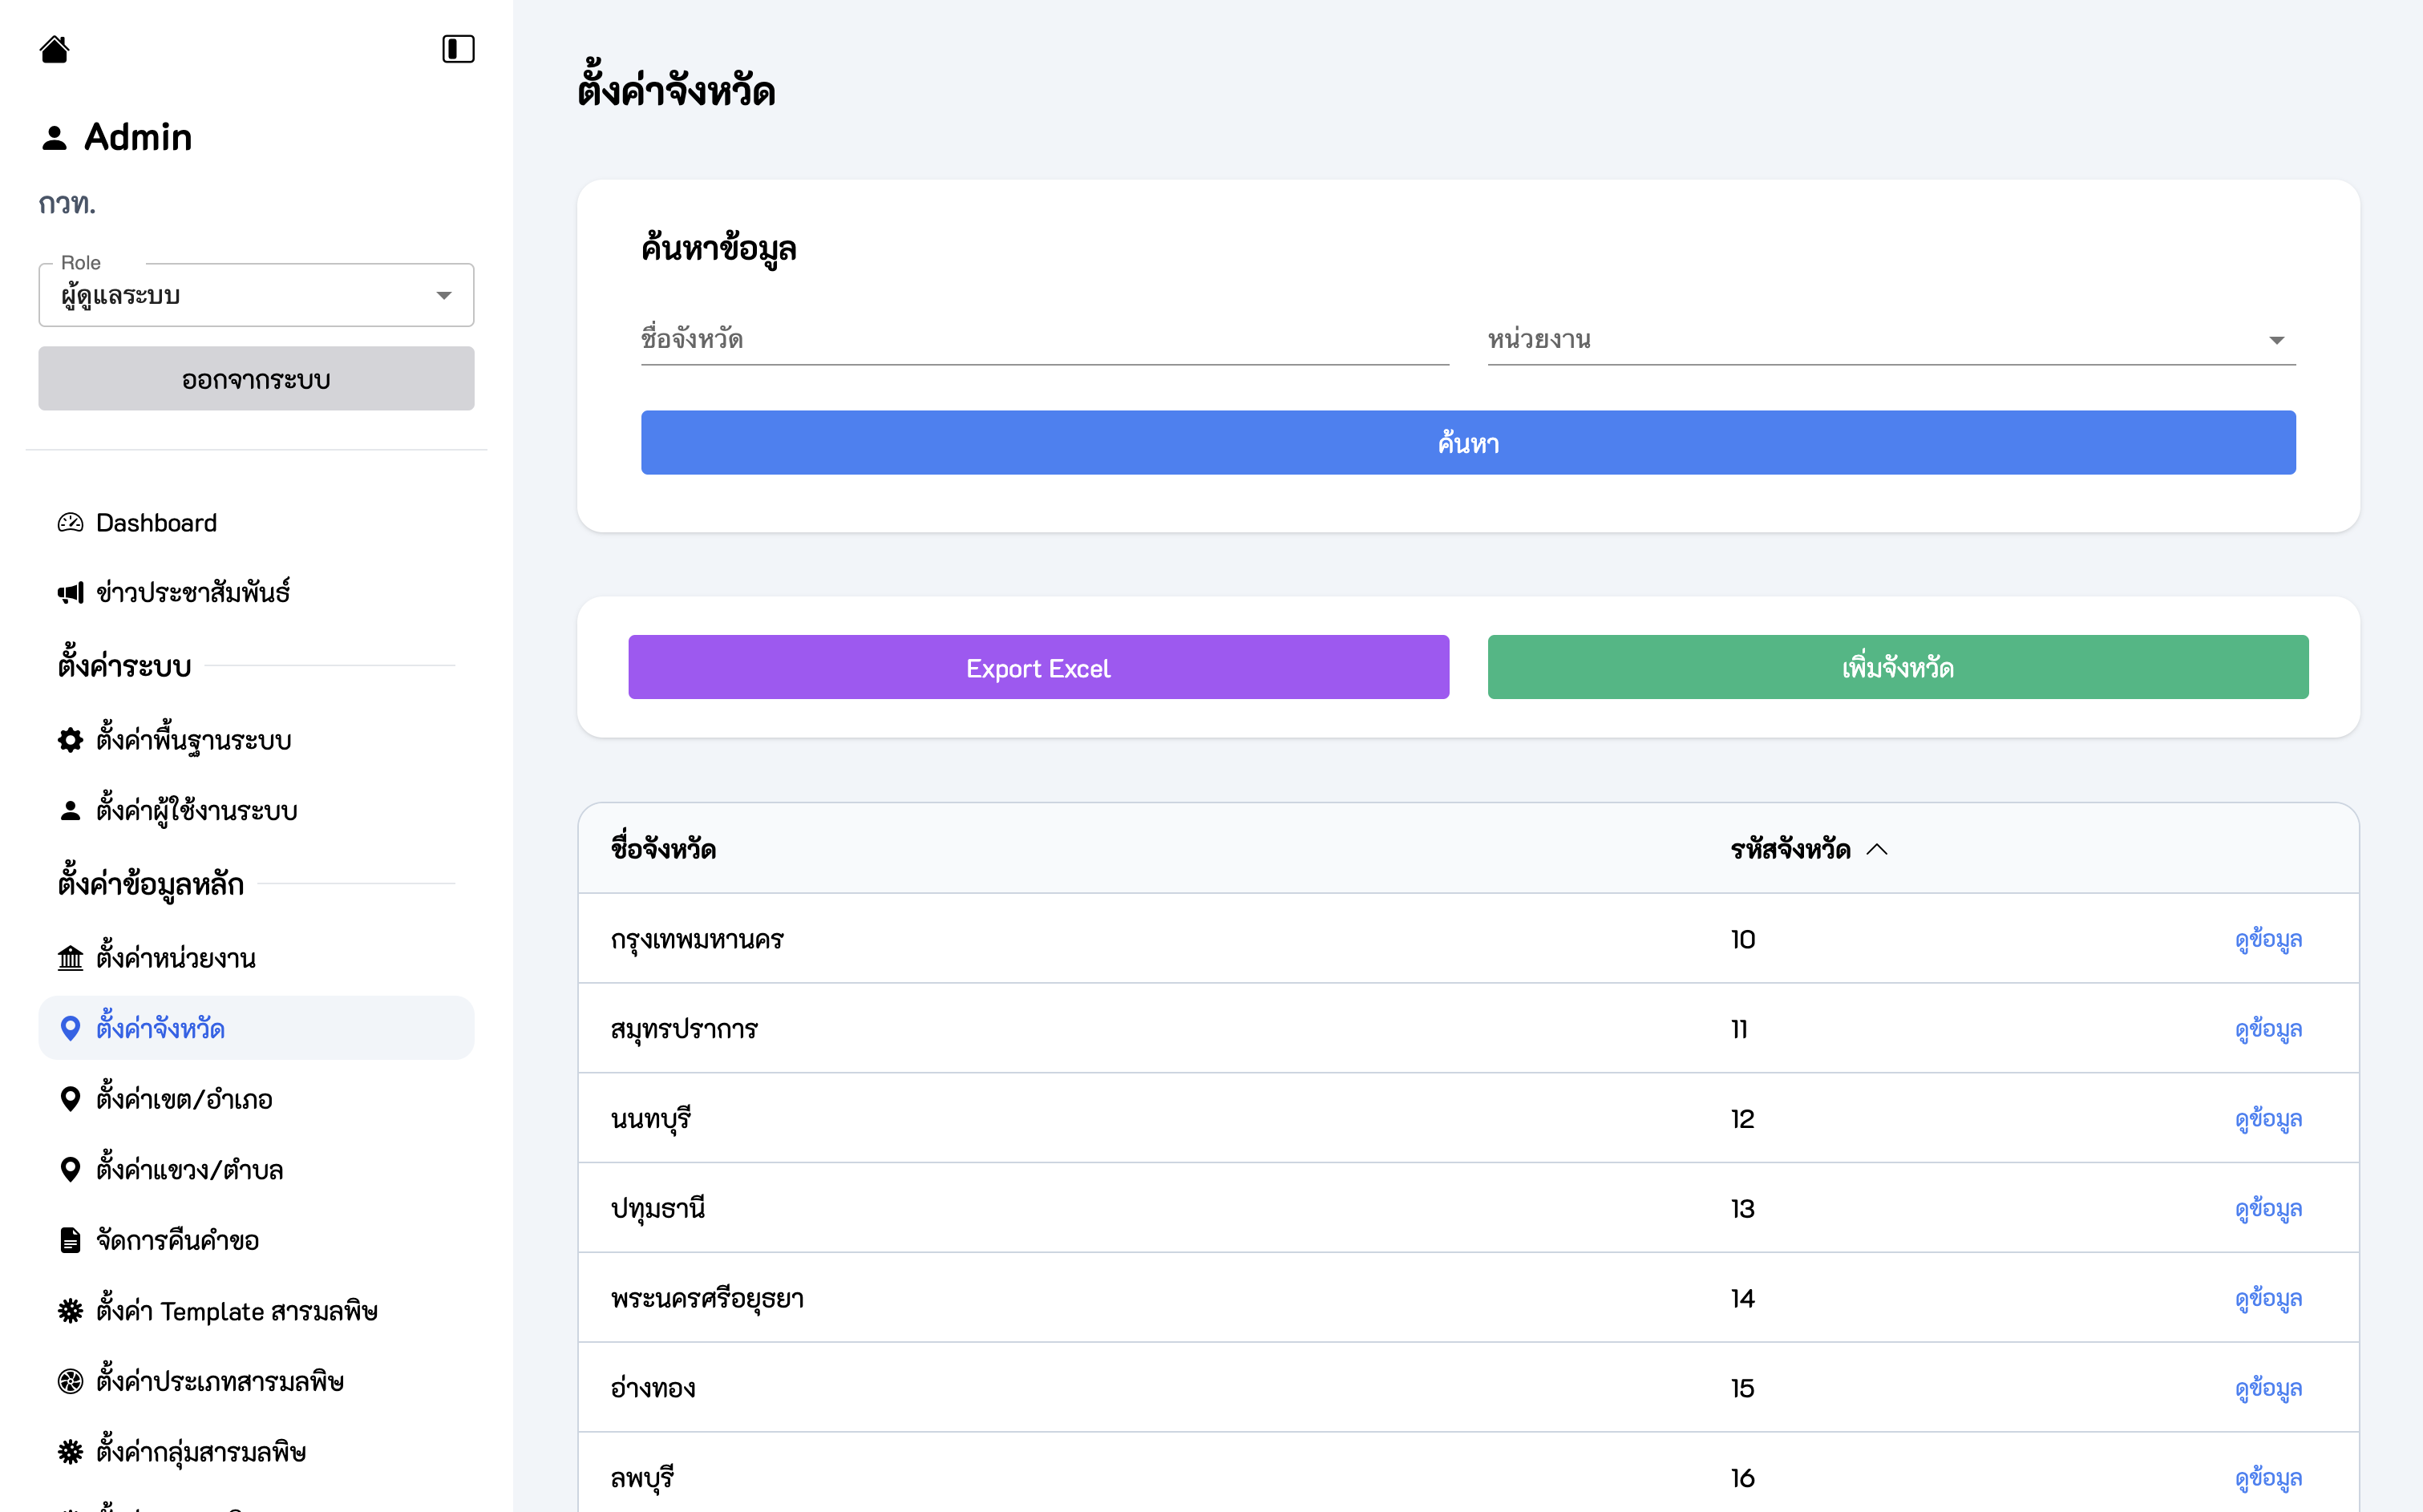 Admin
กวท.
Role
ผู้ดูแลระบบ
ออกจากระบบ
Dashboard
ข่าวประชาสัมพันธ์
ตั้งค่าระบบ
ตั้งค่าพื้นฐานระบบ
ตั้งค่าผู้ใช้งานระบบ
ตั้งค่าข้อมูลหลัก
ตั้งค่าหน่วยงาน
ตั้งค่าจังหวัด
ตั้งค่าเขต/อำเภอ
ตั้งค่าแขวง/ตำบล
จัดการคืนคำขอ
ตั้งค่า Template สารมลพิษ
ตั้งค่าประเภทสารมลพิษ
ตั้งค่ากลุ่มสารมลพิษ
ตั้งค่าจังหวัด
ค้นหาข้อมูล
ชื่อจังหวัด หน่วยงาน
ค้นหา
Export Excel เพิ่มจังหวัด
ชื่อจังหวัด รหัสจังหวัด
กรุงเทพมหานคร 10 ดูข้อมูล
สมุทรปราการ 11 ดูข้อมูล
นนทบุรี 12 ดูข้อมูล
ปทุมธานี 13 ดูข้อมูล
พระนครศรีอยุธยา 14 ดูข้อมูล
อ่างทอง 15 ดูข้อมูล
ลพบุรี 16 ดูข้อมูล